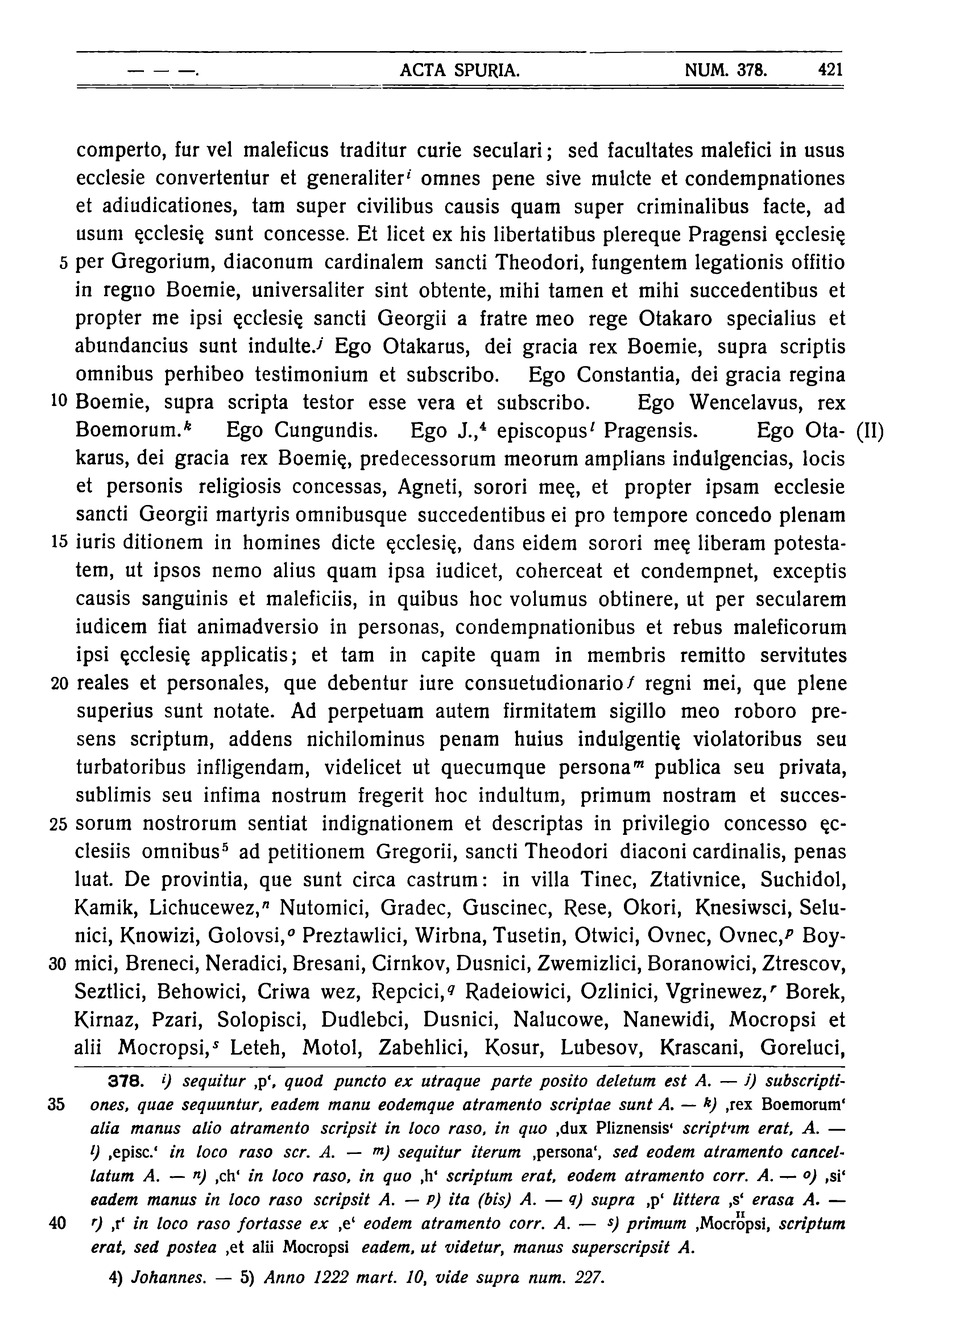 — — —. ACTA SPURIA. NUM. 378. 421
comperto, fur vel maleficus traditur curie seculari; sed facultates malefici in usus
ecclesie convertentur et generaliter i omnes pene sive mulcte et condempnationes
et adiudicationes, tam super civilibus causis quam super criminalibus facte, ad
usum ęcclesię sunt concesse. Et licet ex his libertatibus plereque Pragensi ęcclesię
5 per Gregorium, diaconum cardinalem sancti Theodori, fungentem legationis offitio
in regno Boemie, universaliter sint obtente, mihi tamen et mihi succedentibus et
propter me ipsi ęcclesię sancti Georgii a fratre meo rege Otakaro specialius et
abundancius sunt indulte. j Ego Otakarus, dei gracia rex Boemie, supra scriptis
omnibus perhibeo testimonium et subscribo. Ego Constantia, dei gracia regina
10 Boemie, supra scripta testor esse vera et subscribo. Ego Wencelavus, rex
Boemorum. k Ego Cungundis. Ego J.,⁴ episcopus l Pragensis. Ego Ota- (II)
karus, dei gracia rex Boemię, predecessorum meorum amplians indulgencias, locis
et personis religiosis concessas, Agneti, sorori meę, et propter ipsam ecclesie
sancti Georgii martyris omnibusque succedentibus ei pro tempore concedo plenam
15 iuris ditionem in homines dicte ęcclesię, dans eidem sorori meę liberam potesta-
tem, ut ipsos nemo alius quam ipsa iudicet, coherceat et condempnet, exceptis
causis sanguinis et maleficiis, in quibus hoc volumus obtinere, ut per secularem
iudicem fiat animadversio in personas, condempnationibus et rebus maleficorum
ipsi ęcclesię applicatis; et tam in capite quam in membris remitto servitutes
20 reales et personales, que debentur iure consuetudionario f regni mei, que plene
superius sunt notate. Ad perpetuam autem firmitatem sigillo meo roboro pre-
sens scriptum, addens nichilominus penam huius indulgentię violatoribus seu
turbatoribus infligendam, videlicet ut quecumque persona m publica seu privata,
sublimis seu infima nostrum fregerit hoc indultum, primum nostram et succes-
25 sorum nostrorum sentiat indignationem et descriptas in privilegio concesso ęc-
clesiis omnibus⁵ ad petitionem Gregorii, sancti Theodori diaconi cardinalis, penas
luat. De provintia, que sunt circa castrum: in villa Tinec, Ztativnice, Suchidol,
Kamik, Lichucewez, n Nutomici, Gradec, Guscinec, Rese, Okori, Knesiwsci, Selu-
nici, Knowizi, Golovsi, o Preztawlici, Wirbna, Tusetin, Otwici, Ovnec, Ovnec, p Boy-
30 mici, Breneci, Neradici, Bresani, Cirnkov, Dusnici, Zwemizlici, Boranowici, Ztrescov,
Seztlici, Behowici, Criwa wez, Repcici, q Radeiowici, Ozlinici, Vgrinewez, r Borek,
Kirnaz, Pzari, Solopisci, Dudlebci, Dusnici, Nalucowe, Nanewidi, Mocropsi et
alii Mocropsi, s Leteh, Motol, Zabehlici, Kosur, Lubesov, Krascani, Goreluci,
378. i) sequitur ‚p‘, quod puncto ex utraque parte posito deletum est A. — j) subscripti-
35 ones, quae sequuntur, eadem manu eodemque atramento scriptae sunt A. — k) ‚rex Boemorum‘
alia manus alio atramento scripsit in loco raso, in quo ‚dux Pliznensis‘ scriptum erat, A. —
l) ‚episc.‘ in loco raso scr. A. — m) sequitur iterum ‚persona‘, sed eodem atramento cancel-
latum A. — n) ‚ch‘ in loco raso, in quo ‚h‘ scriptum erat, eodem atramento corr. A. — o) ‚si‘
eadem manus in loco raso scripsit A. — p) ita (bis) A. — q) supra ‚p‘ littera ‚s‘ erasa A. —
40 r) ‚r‘ in loco raso fortasse ex ‚e‘ eodem atramento corr. A. — s) primum ‚Mocropsi, scriptum
erat, sed postea ‚et alii Mocropsi eadem, ut videtur, manus superscripsit A.
4) Johannes. — 5) Anno 1222 mart. 10, vide supra num. 227.